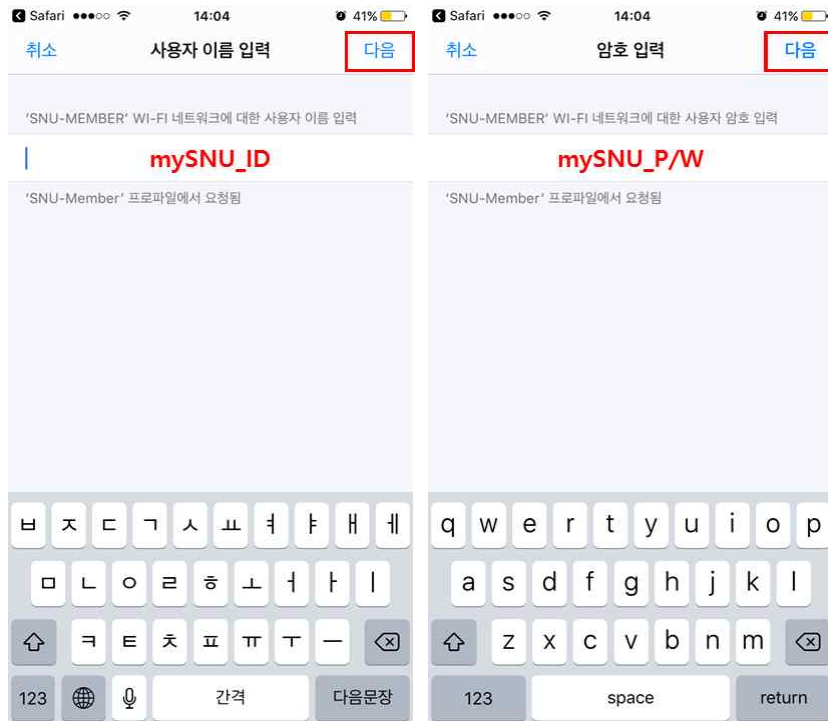 Safari 14:04 41%
취소 사용자 이름 입력 다음
'SNU-MEMBER' WI-FI 네트워크에 대한 사용자 이름 입력
mySNU_ID
'SNU-Member' 프로파일에서 요청됨
ㅂ ㅈ ㄷ ㄱ ㅅ ㅛ ㅕ ㅑ ㅐ ㅔ
ㅁ ㄴ ㅇ ㄹ ㅎ ㅗ ㅓ ㅏ ㅣ
ㅋ ㅌ ㅊ ㅍ ㅠ ㅜ ㅡ
123 간격 다음문장
Safari 14:04 41%
취소 암호 입력 다음
'SNU-MEMBER' WI-FI 네트워크에 대한 사용자 암호 입력
mySNU_P/W
'SNU-Member' 프로파일에서 요청됨
q w e r t y u i o p
a s d f g h j k l
z x c v b n m
123 space return